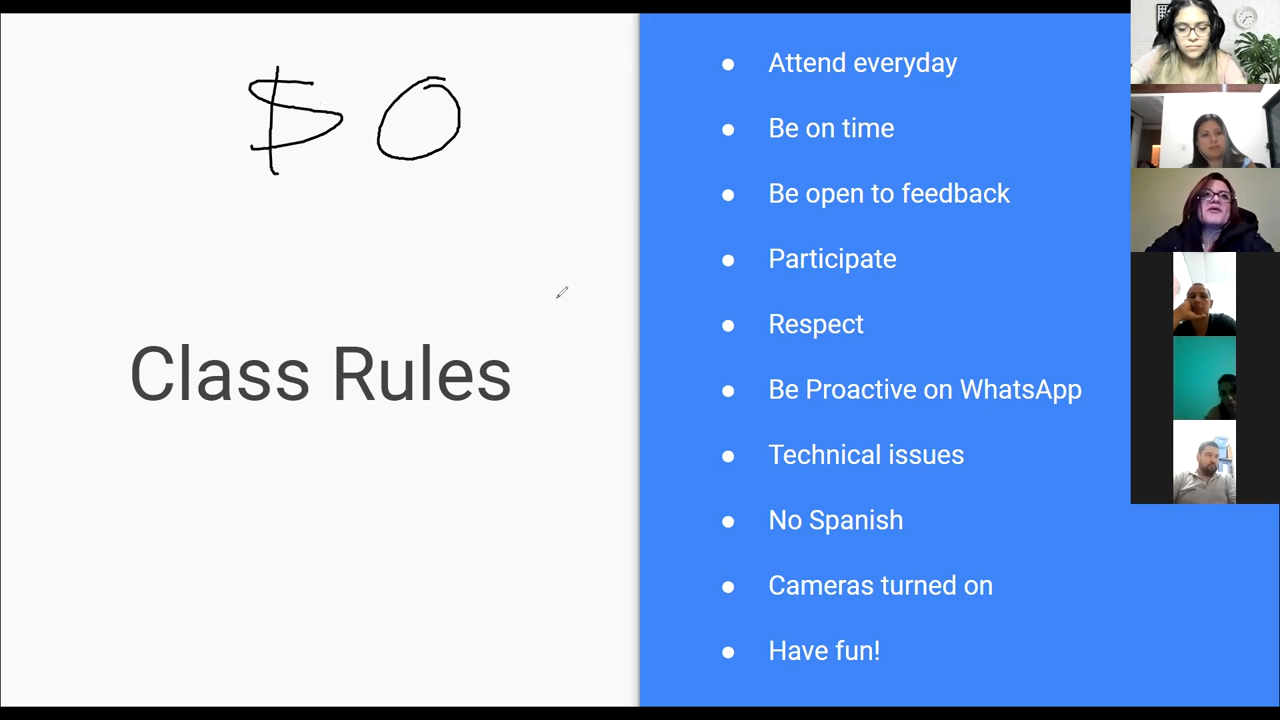 $ 0
Class Rules
● Attend everyday
● Be on time
● Be open to feedback
● Participate
● Respect
● Be Proactive on WhatsApp
● Technical issues
● No Spanish
● Cameras turned on
● Have fun!